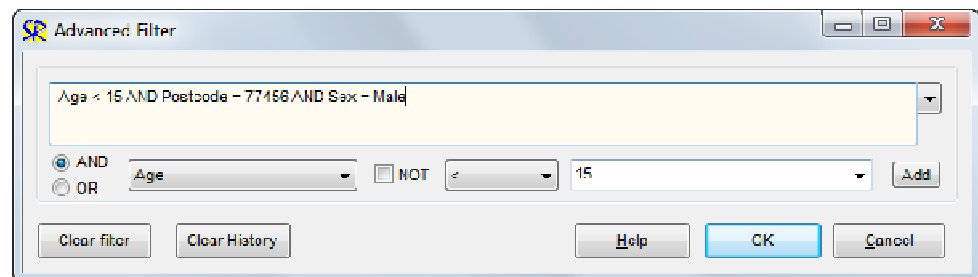 Advanced Filter
Age < 15 AND Postcode = 77456 AND Sex = Male
AND
OR
Age
NOT
<
15
Add
Clear filter
Clear History
Help
OK
Cancel